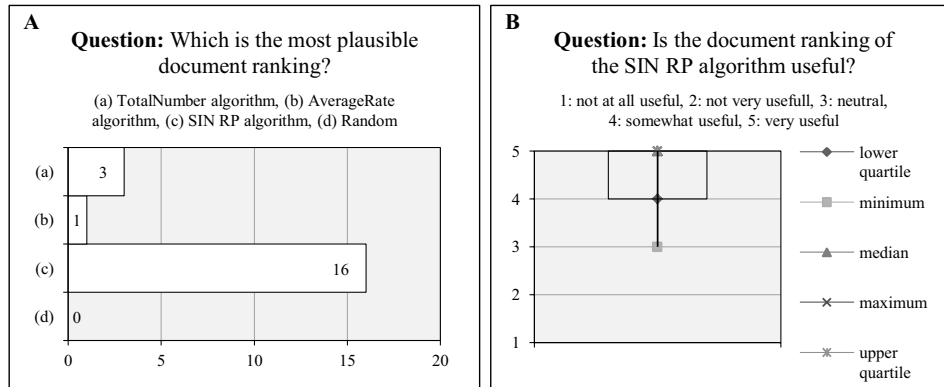 A
Question: Which is the most plausible
document ranking?
(a) TotalNumber algorithm, (b) AverageRate
algorithm, (c) SIN RP algorithm, (d) Random
(a)
3
(b)
1
(c)
16
(d)
0
0
5
10
15
20
B
Question: Is the document ranking of
the SIN RP algorithm useful?
1: not at all useful, 2: not very usefull, 3: neutral,
4: somewhat useful, 5: very useful
5
4
3
2
1
lower
quartile
minimum
median
maximum
upper
quartile